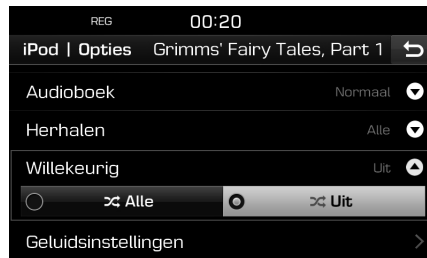 REG 00:20
iPod | Opties Grimms' Fairy Tales, Part 1
Audioboek Normaal
Herhalen Alle
Willekeurig Uit
Alle Uit
Geluidsinstellingen